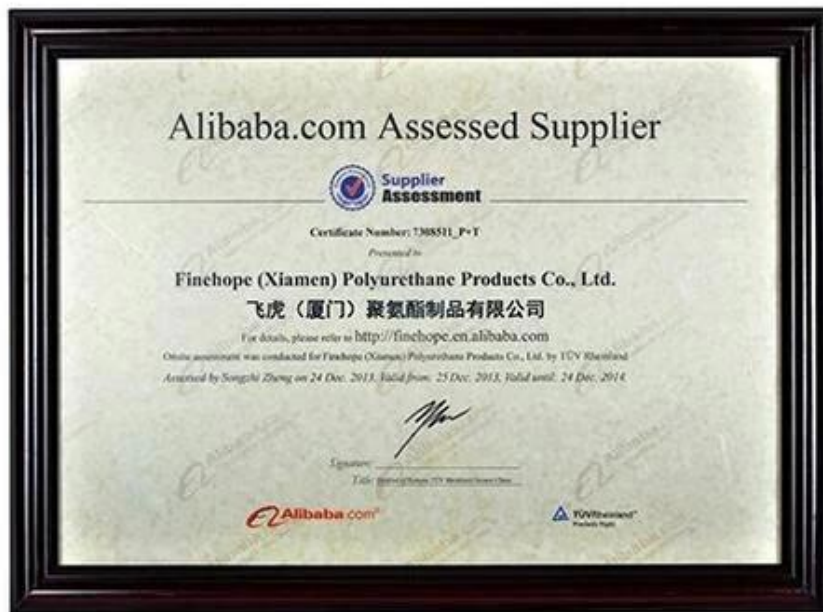 Alibaba.com Assessed Supplier
Supplier
Assessment
Certificate Number: 7308511_P+T
Presented to
Finehope (Xiamen) Polyurethane Products Co., Ltd.
飞虎（厦门）聚氨酯制品有限公司
For details, please refer to http://finehope.en.alibaba.com
Onsite assessment was conducted for Finehope (Xiamen) Polyurethane Products Co., Ltd. by TÜV Rheinland
Assessed by Songzhi Zheng on 24 Dec. 2013, Valid from: 25 Dec. 2013, Valid until: 24 Dec. 2014.
Signature:
Title:
Alibaba.com®
TÜVRheinland®
Precisely Right.